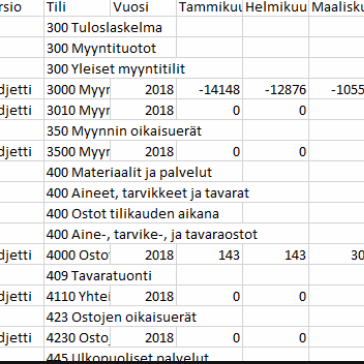 rsio Tili Vuosi Tammikuu Helmikuu Maalisku
300 Tuloslaskelma
300 Myyntituotot
300 Yleiset myyntitilit
djetti 3000 Myyn 2018 -14148 -12876 -1055
djetti 3010 Myyn 2018 0 0
350 Myynnin oikaisuerät
djetti 3500 Myyn 2018 0 0
400 Materiaalit ja palvelut
400 Aineet, tarvikkeet ja tavarat
400 Ostot tilikauden aikana
400 Aine-, tarvike-, ja tavaraostot
djetti 4000 Osto 143 143 30
409 Tavaratuonti
djetti 4110 Yhtei 2018 0 0
423 Ostojen oikaisuerät
djetti 4230 Osto 2018 0 0
445 Ulkopuoliset palvelut